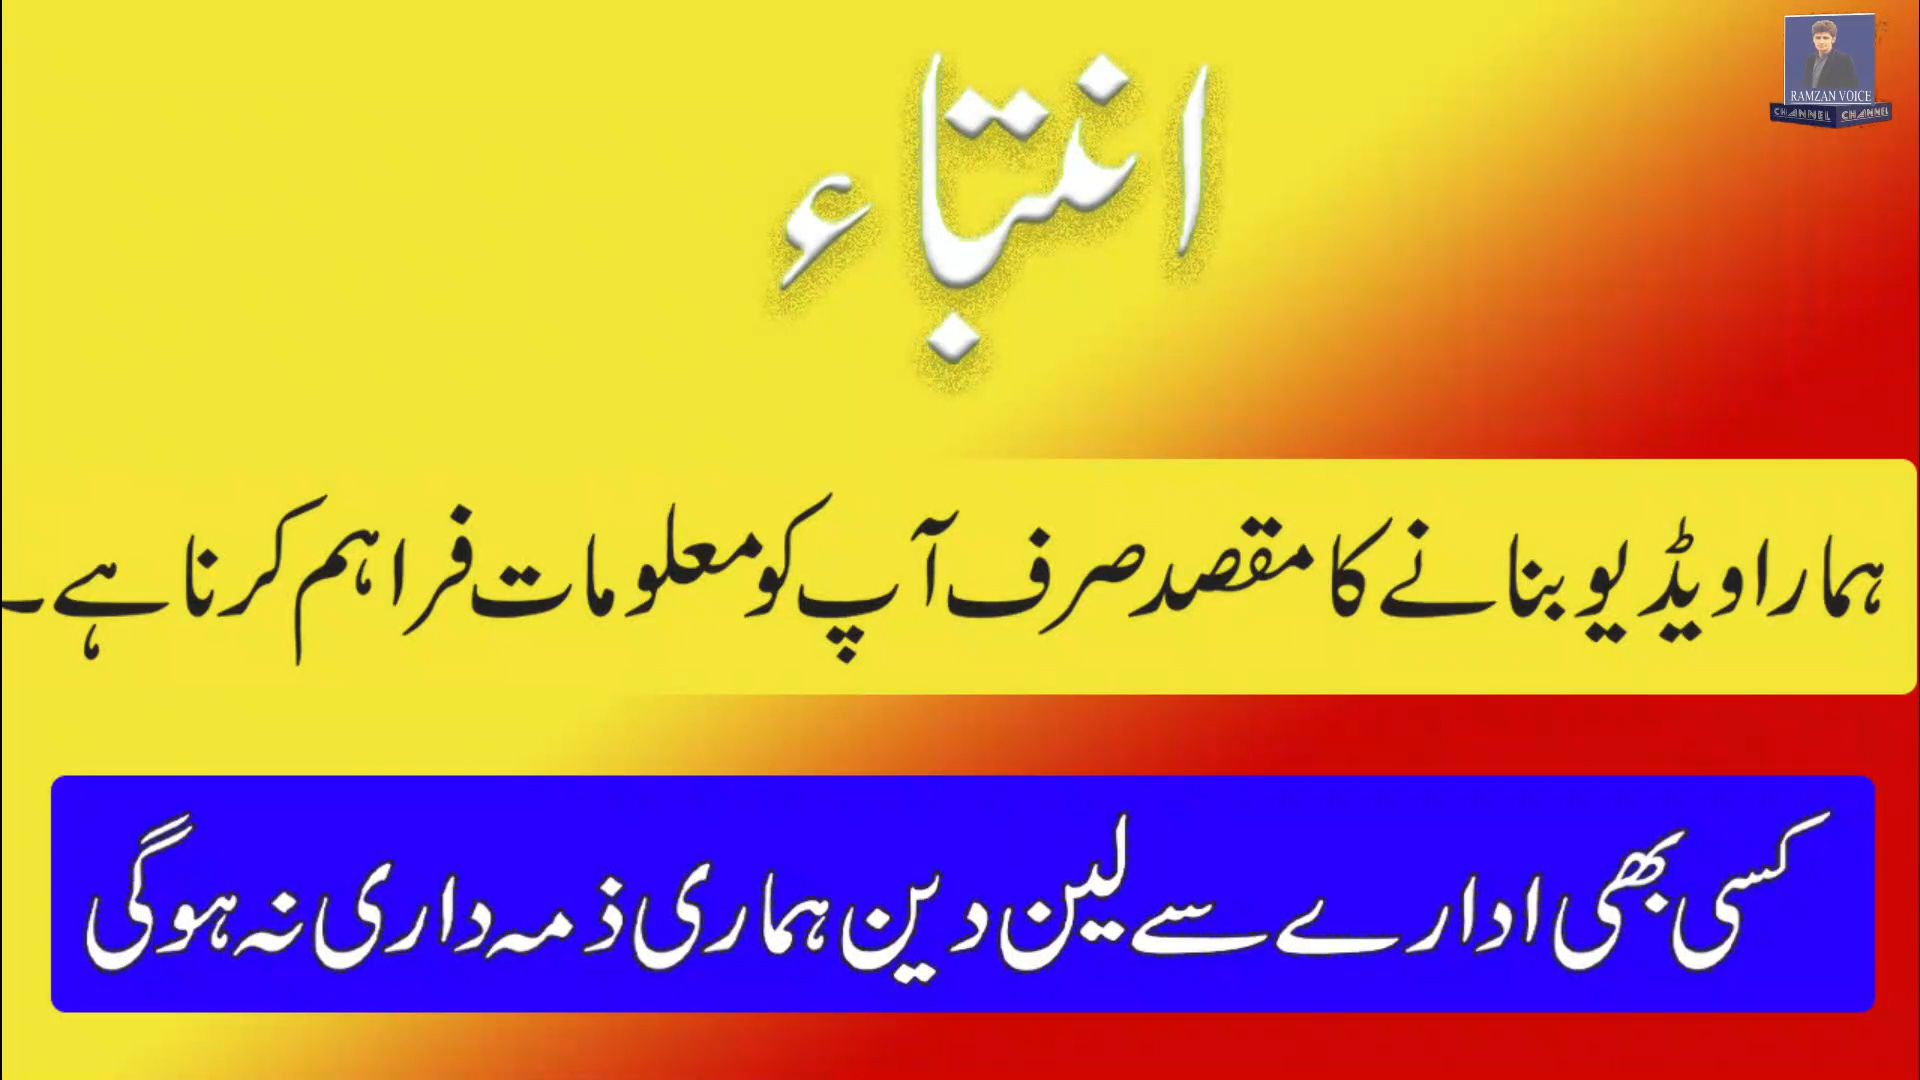 انتباء
RAMZAN VOICE
CHANNEL CHANNEL
ہمارا ویڈیو بنانے کا مقصد صرف آپ کو معلومات فراہم کرنا ہے۔
کسی بھی ادارے سے لین دین ہماری ذمہ داری نہ ہوگی